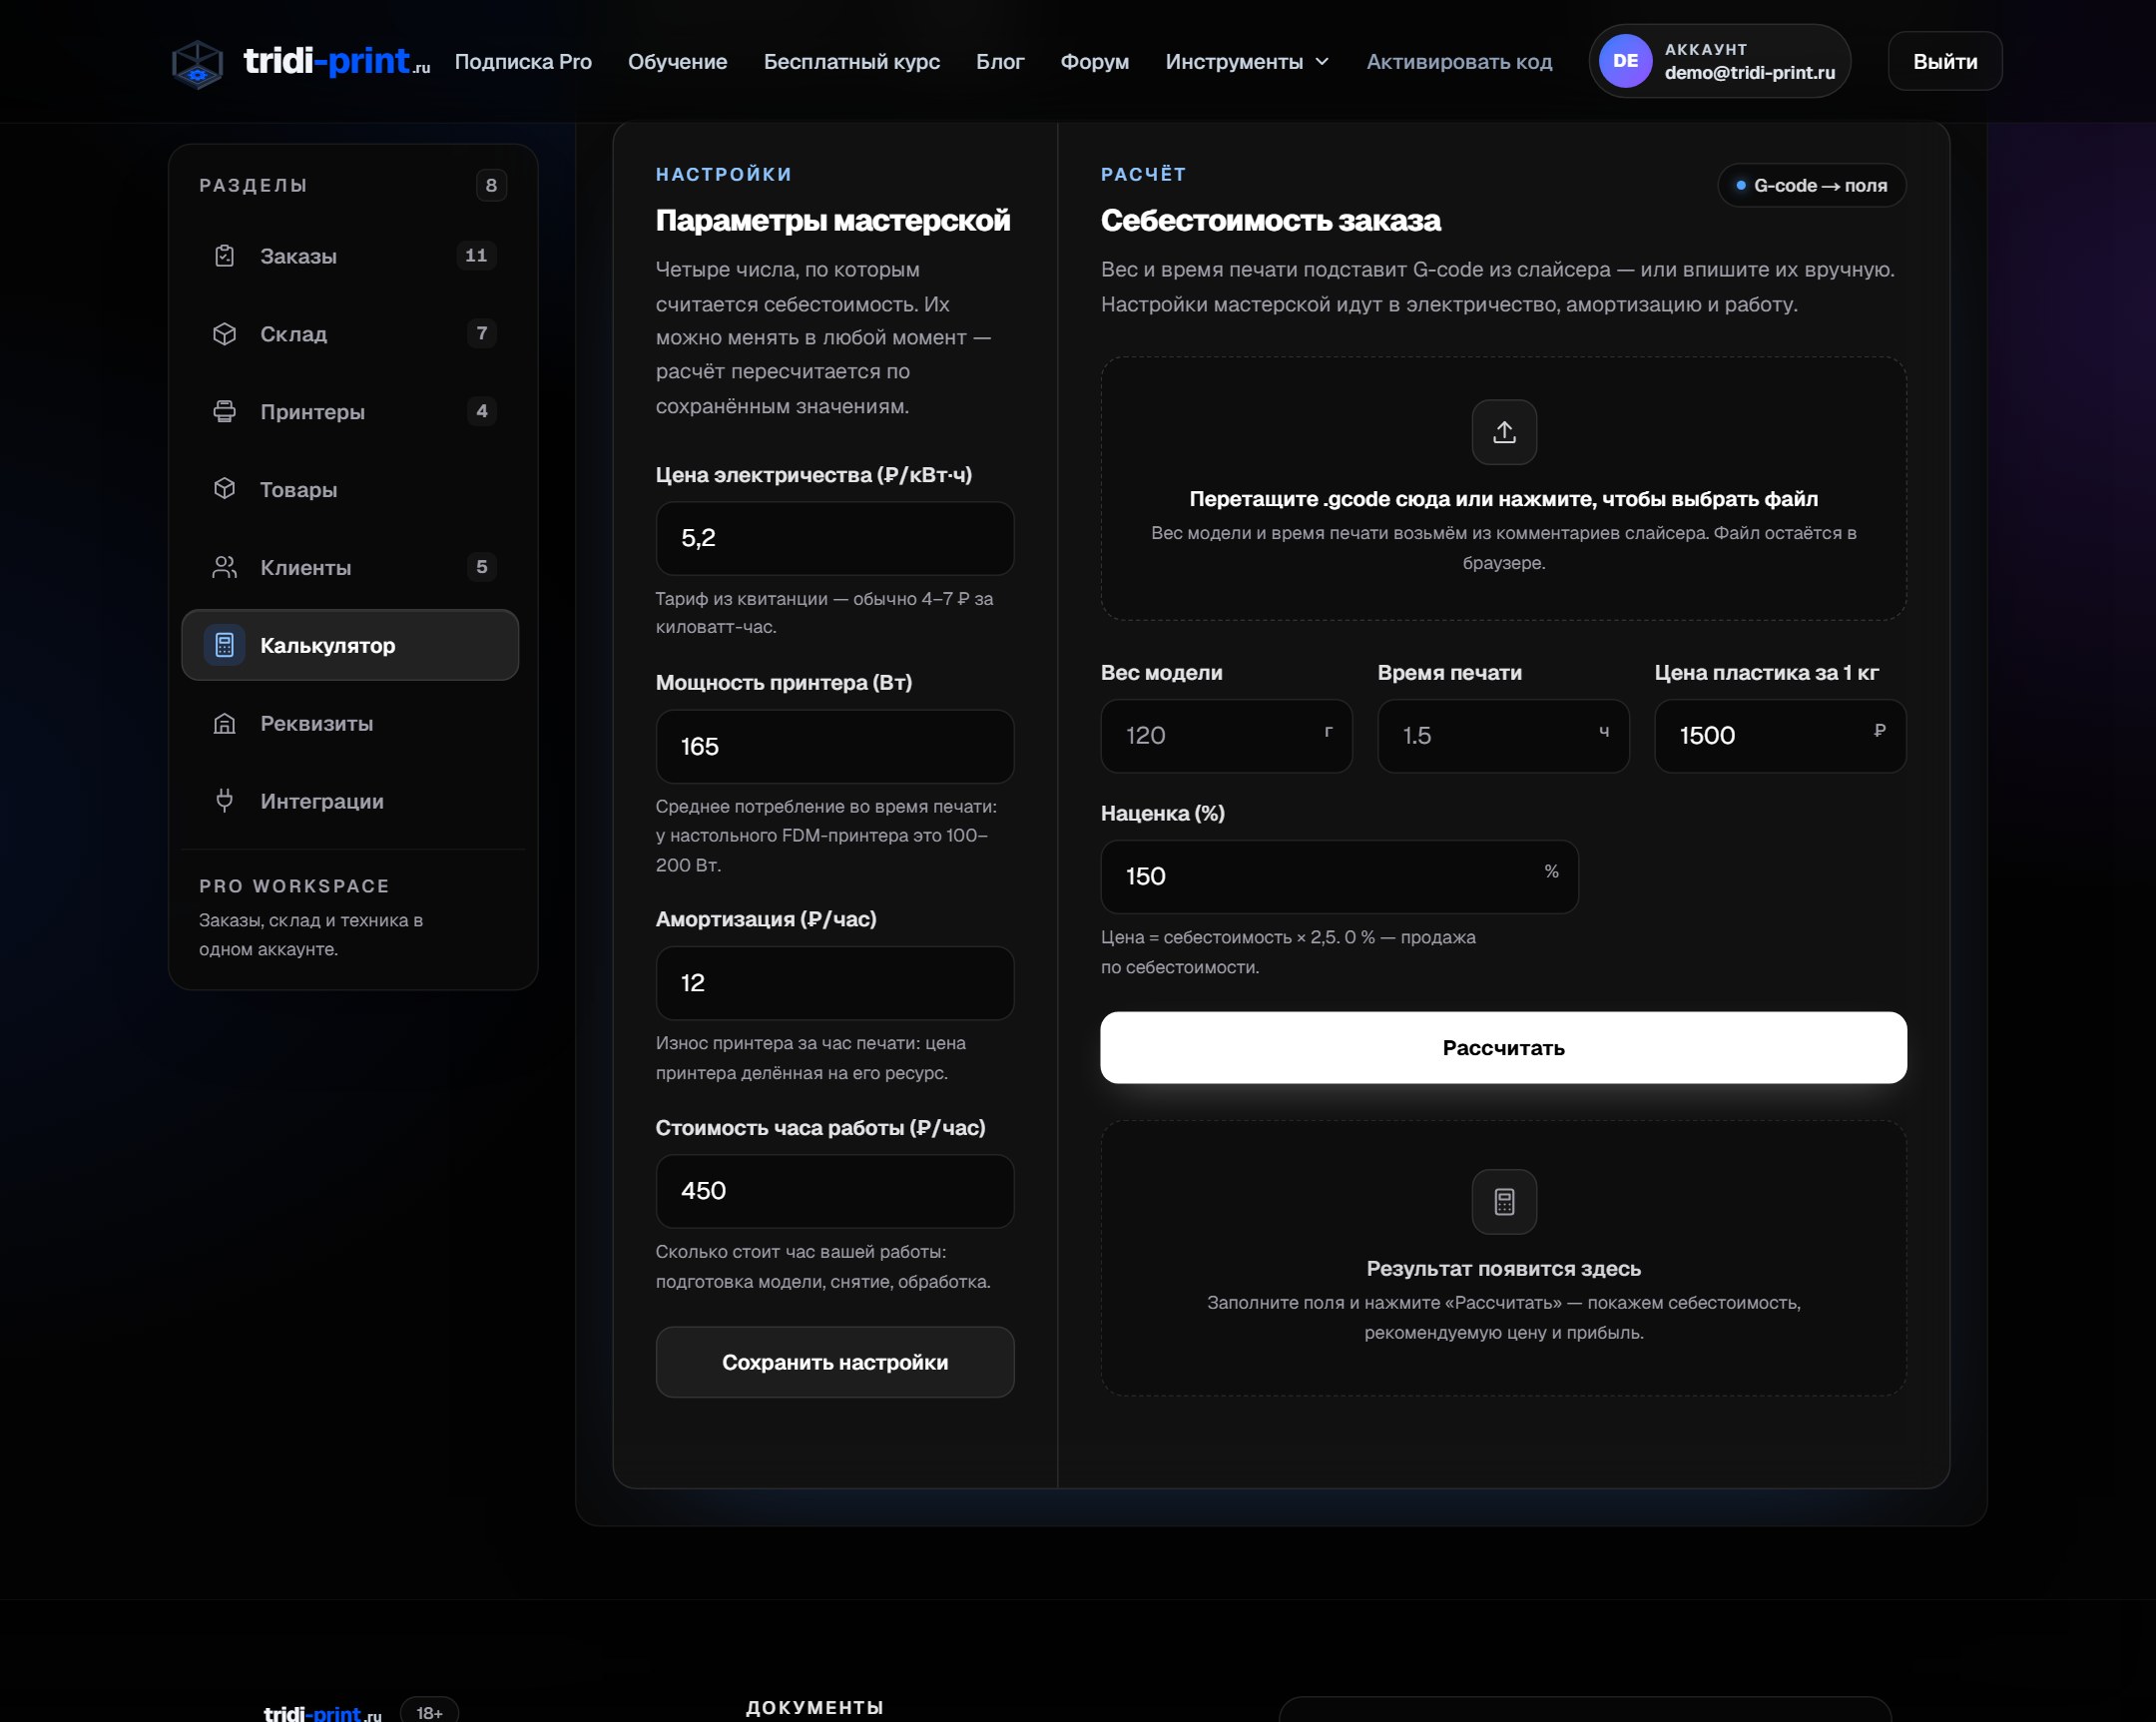 tridi-print.ru
Подписка Pro
Обучение
Бесплатный курс
Блог
Форум
Инструменты
Активировать код
DE
АККАУНТ
demo@tridi-print.ru
Выйти
РАЗДЕЛЫ
8
Заказы
11
Склад
7
Принтеры
4
Товары
Клиенты
5
Калькулятор
Реквизиты
Интеграции
PRO WORKSPACE
Заказы, склад и техника в
одном аккаунте.
НАСТРОЙКИ
Параметры мастерской
Четыре числа, по которым
считается себестоимость. Их
можно менять в любой момент —
расчёт пересчитается по
сохранённым значениям.
Цена электричества (₽/кВт·ч)
5,2
Тариф из квитанции — обычно 4–7 ₽ за
киловатт-час.
Мощность принтера (Вт)
165
Среднее потребление во время печати:
у настольного FDM-принтера это 100–
200 Вт.
Амортизация (₽/час)
12
Износ принтера за час печати: цена
принтера делённая на его ресурс.
Стоимость часа работы (₽/час)
450
Сколько стоит час вашей работы:
подготовка модели, снятие, обработка.
Сохранить настройки
РАСЧЁТ
G-code → поля
Себестоимость заказа
Вес и время печати подставит G-code из слайсера — или впишите их вручную.
Настройки мастерской идут в электричество, амортизацию и работу.
Перетащите .gcode сюда или нажмите, чтобы выбрать файл
Вес модели и время печати возьмём из комментариев слайсера. Файл остаётся в
браузере.
Вес модели
120
г
Время печати
1.5
ч
Цена пластика за 1 кг
1500
₽
Наценка (%)
150
%
Цена = себестоимость × 2,5. 0 % — продажа
по себестоимости.
Рассчитать
Результат появится здесь
Заполните поля и нажмите «Рассчитать» — покажем себестоимость,
рекомендуемую цену и прибыль.
tridi-print.ru
18+
ДОКУМЕНТЫ